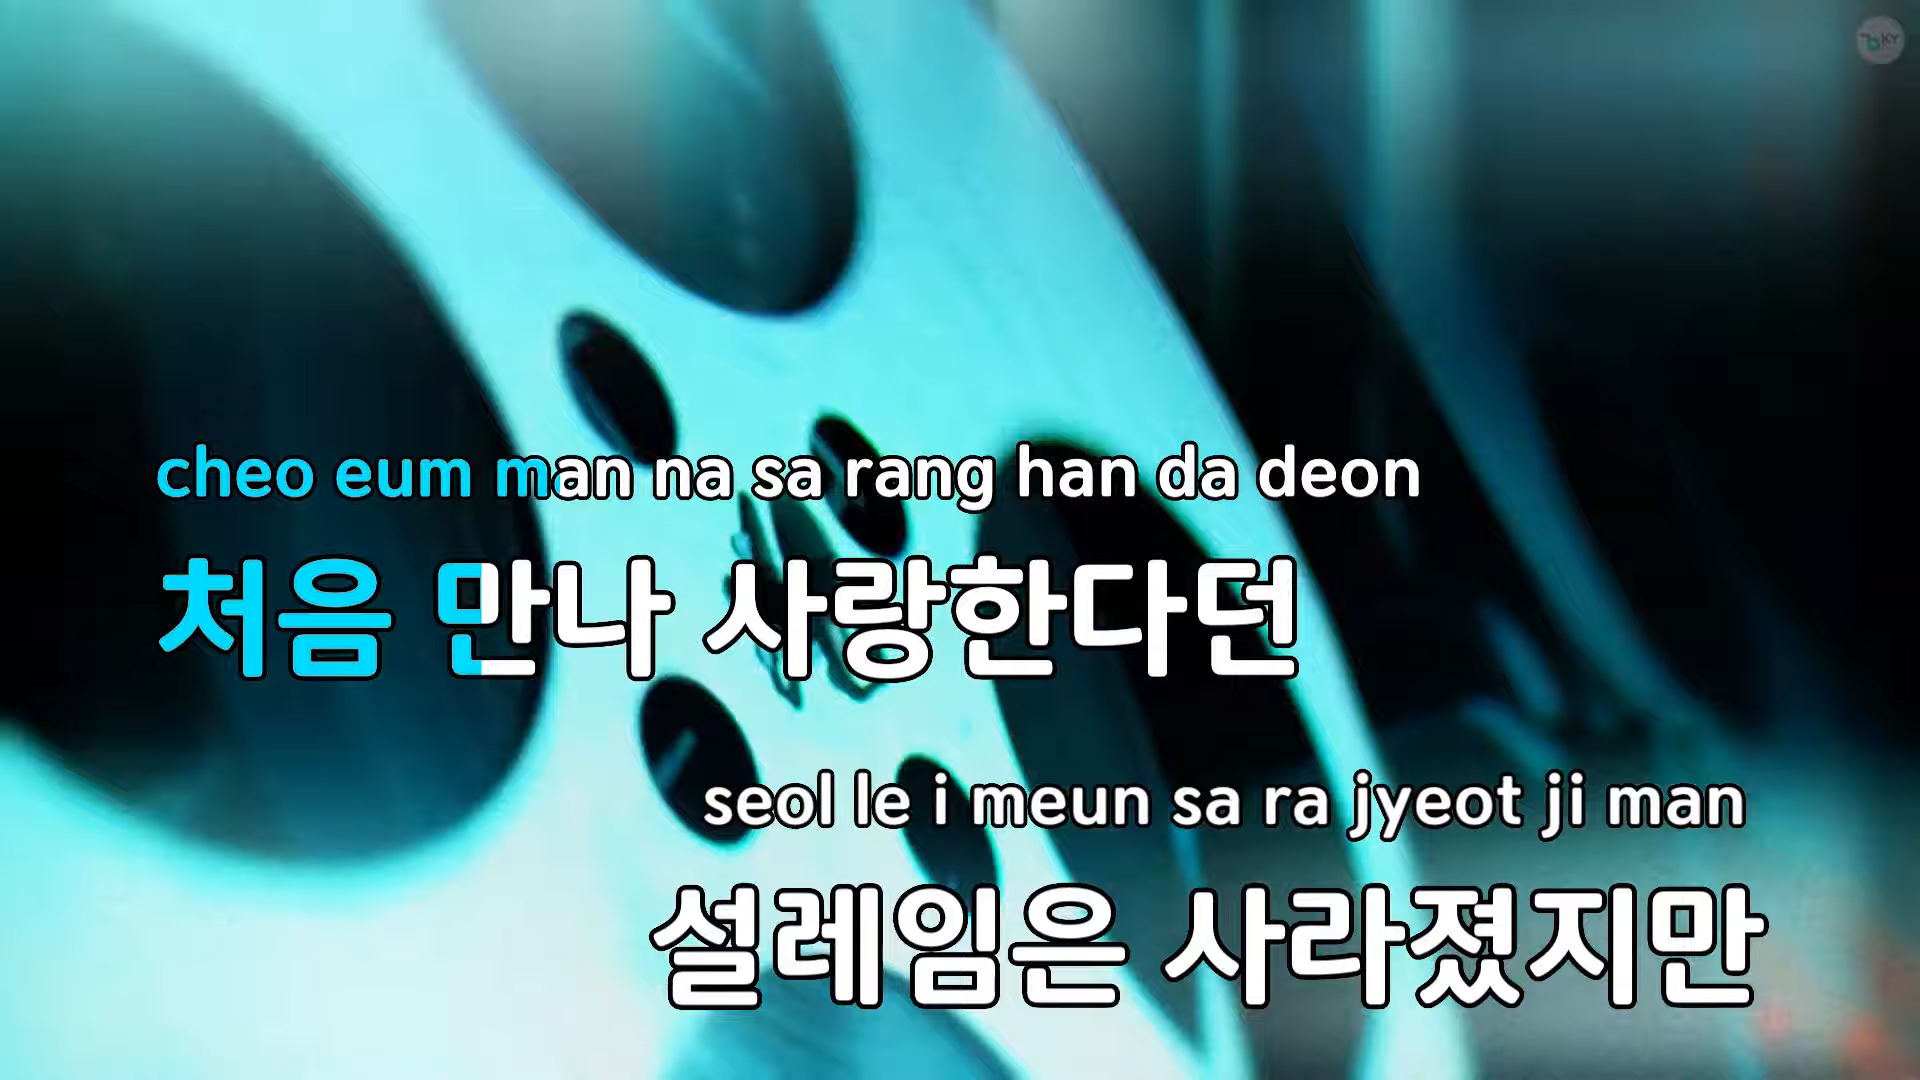 KY
cheo eum man na sa rang han da deon
처음 만나 사랑한다던
seol le i meun sa ra jyeot ji man
설레임은 사라졌지만